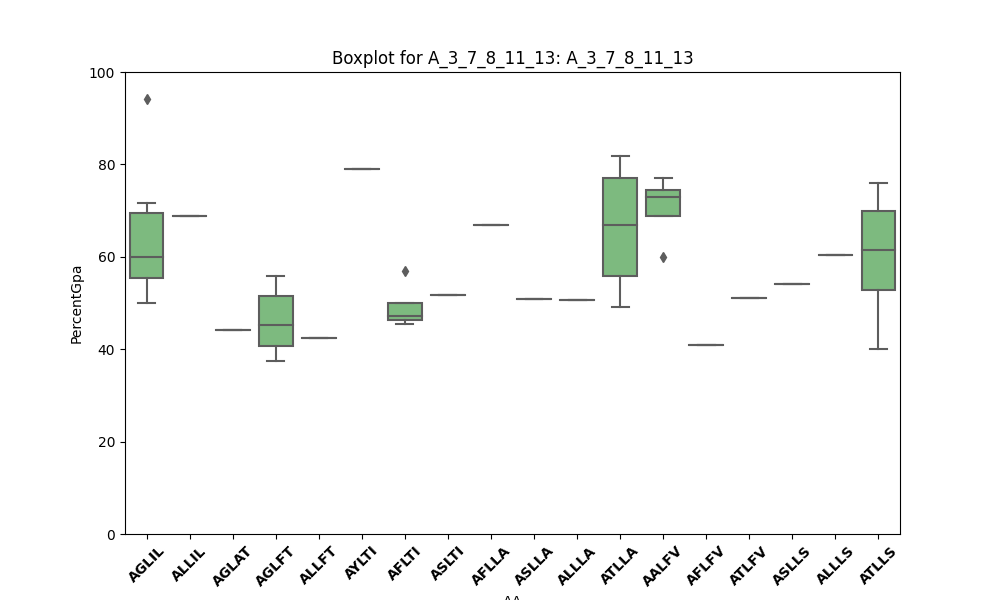 Boxplot for A_3_7_8_11_13: A_3_7_8_11_13
100
80
60
40
20
0
PercentGpa
AGLIL
ALLIL
AGLAT
AGLFT
ALLFT
AYLTI
AFLTI
ASLTI
AFLLA
ASLLA
ALLLA
ATLLA
AALFV
AFLFV
ATLFV
ASLLS
ALLLS
ATLLS